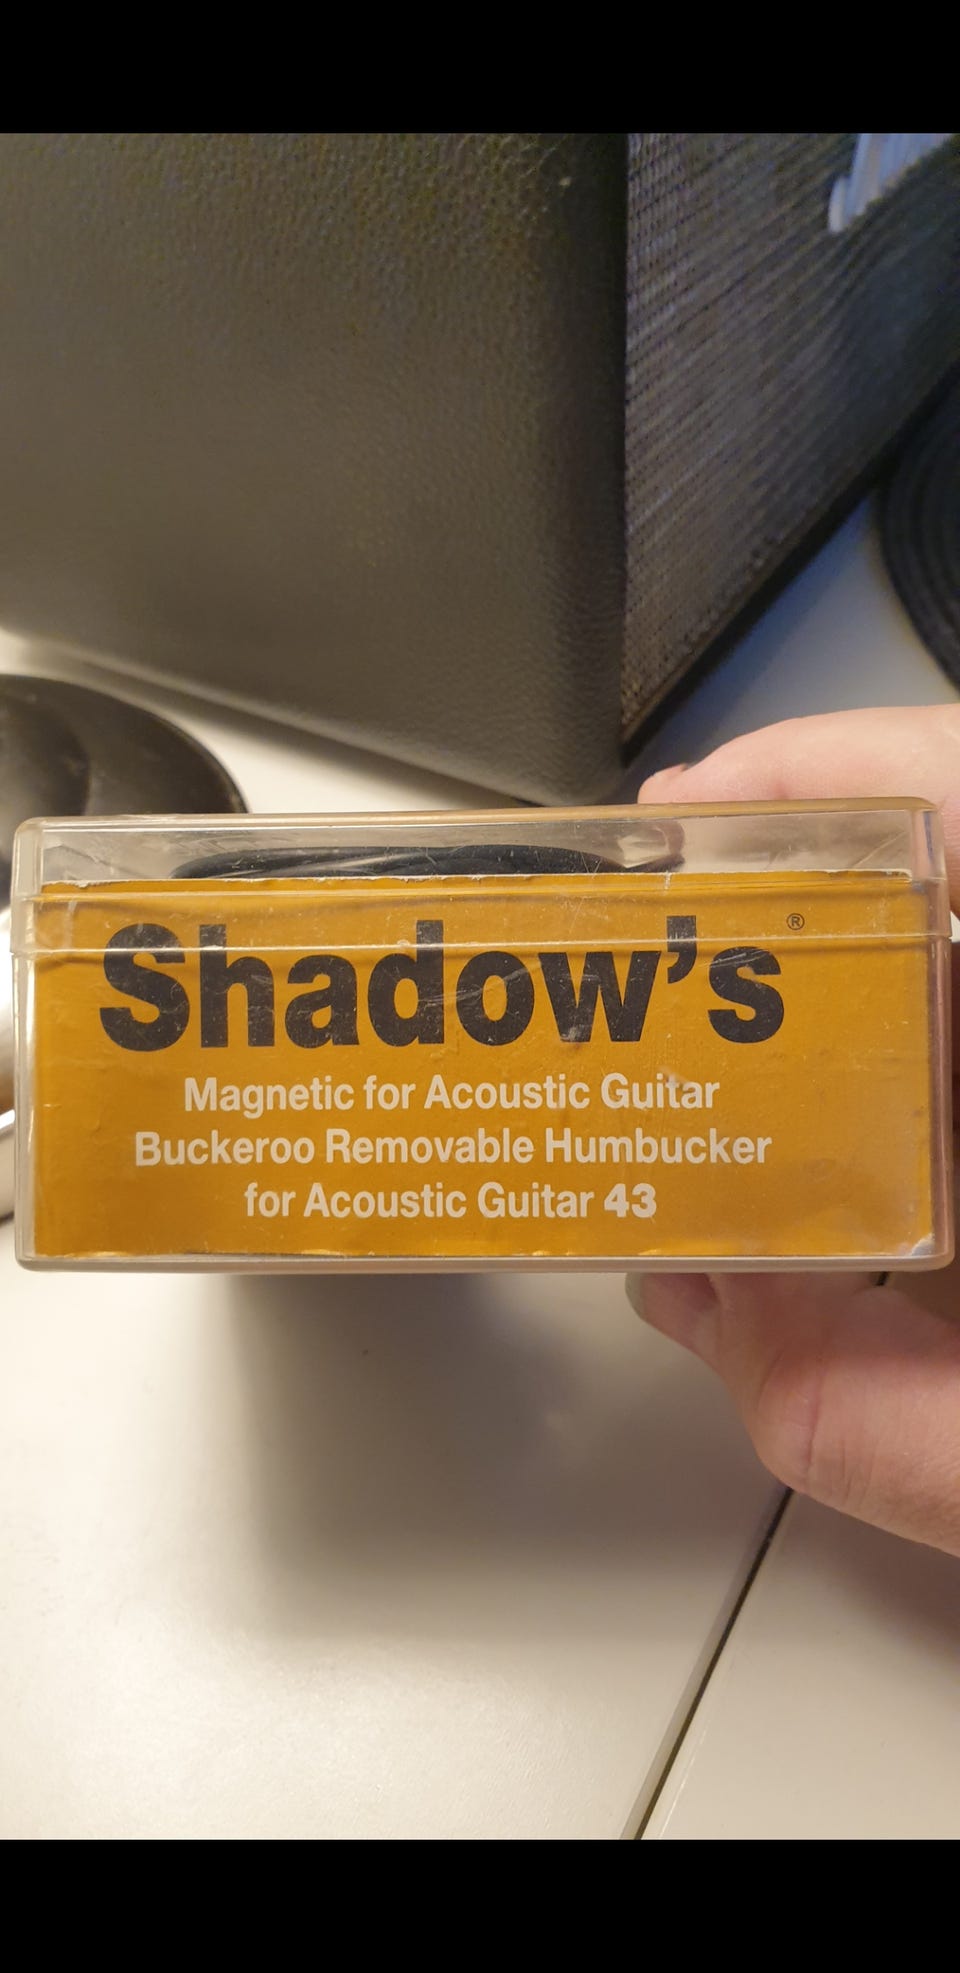 Shadow's®
Magnetic for Acoustic Guitar
Buckeroo Removable Humbucker
for Acoustic Guitar 43